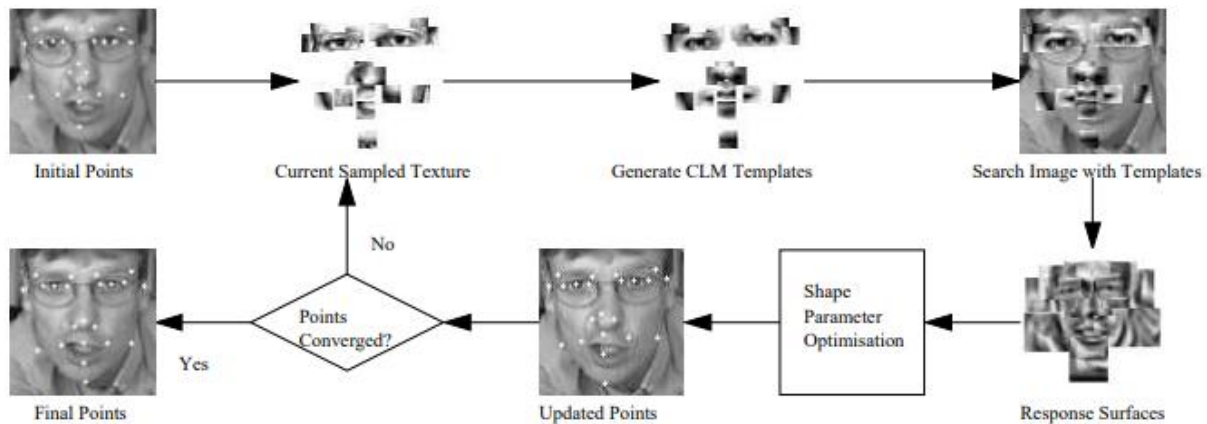 Initial Points
Current Sampled Texture
Generate CLM Templates
Search Image with Templates
No
Points
Converged?
Yes
Shape
Parameter
Optimisation
Final Points
Updated Points
Response Surfaces